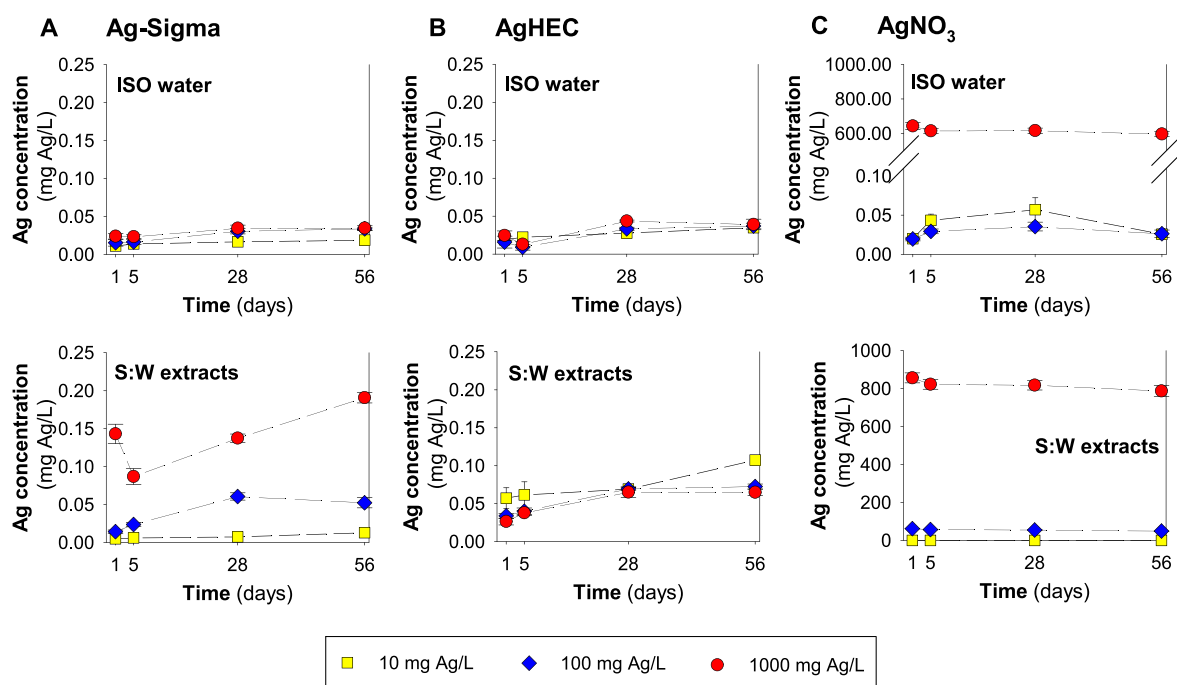 A Ag-Sigma
Ag concentration
(mg Ag/L)
0.25
0.20
0.15
0.10
0.05
0.00
ISO water
1 5 28 56
Time (days)
B AgHEC
Ag concentration
(mg Ag/L)
0.25
0.20
0.15
0.10
0.05
0.00
ISO water
1 5 28 56
Time (days)
C AgNO₃
Ag concentration
(mg Ag/L)
1000.00
800.00
600.00
0.10
0.05
0.00
ISO water
1 5 28 56
Time (days)
Ag concentration
(mg Ag/L)
0.25
0.20
0.15
0.10
0.05
0.00
S:W extracts
1 5 28 56
Time (days)
Ag concentration
(mg Ag/L)
0.25
0.20
0.15
0.10
0.05
0.00
S:W extracts
1 5 28 56
Time (days)
Ag concentration
(mg Ag/L)
1000
800
600
400
200
0
S:W extracts
1 5 28 56
Time (days)
10 mg Ag/L 100 mg Ag/L 1000 mg Ag/L